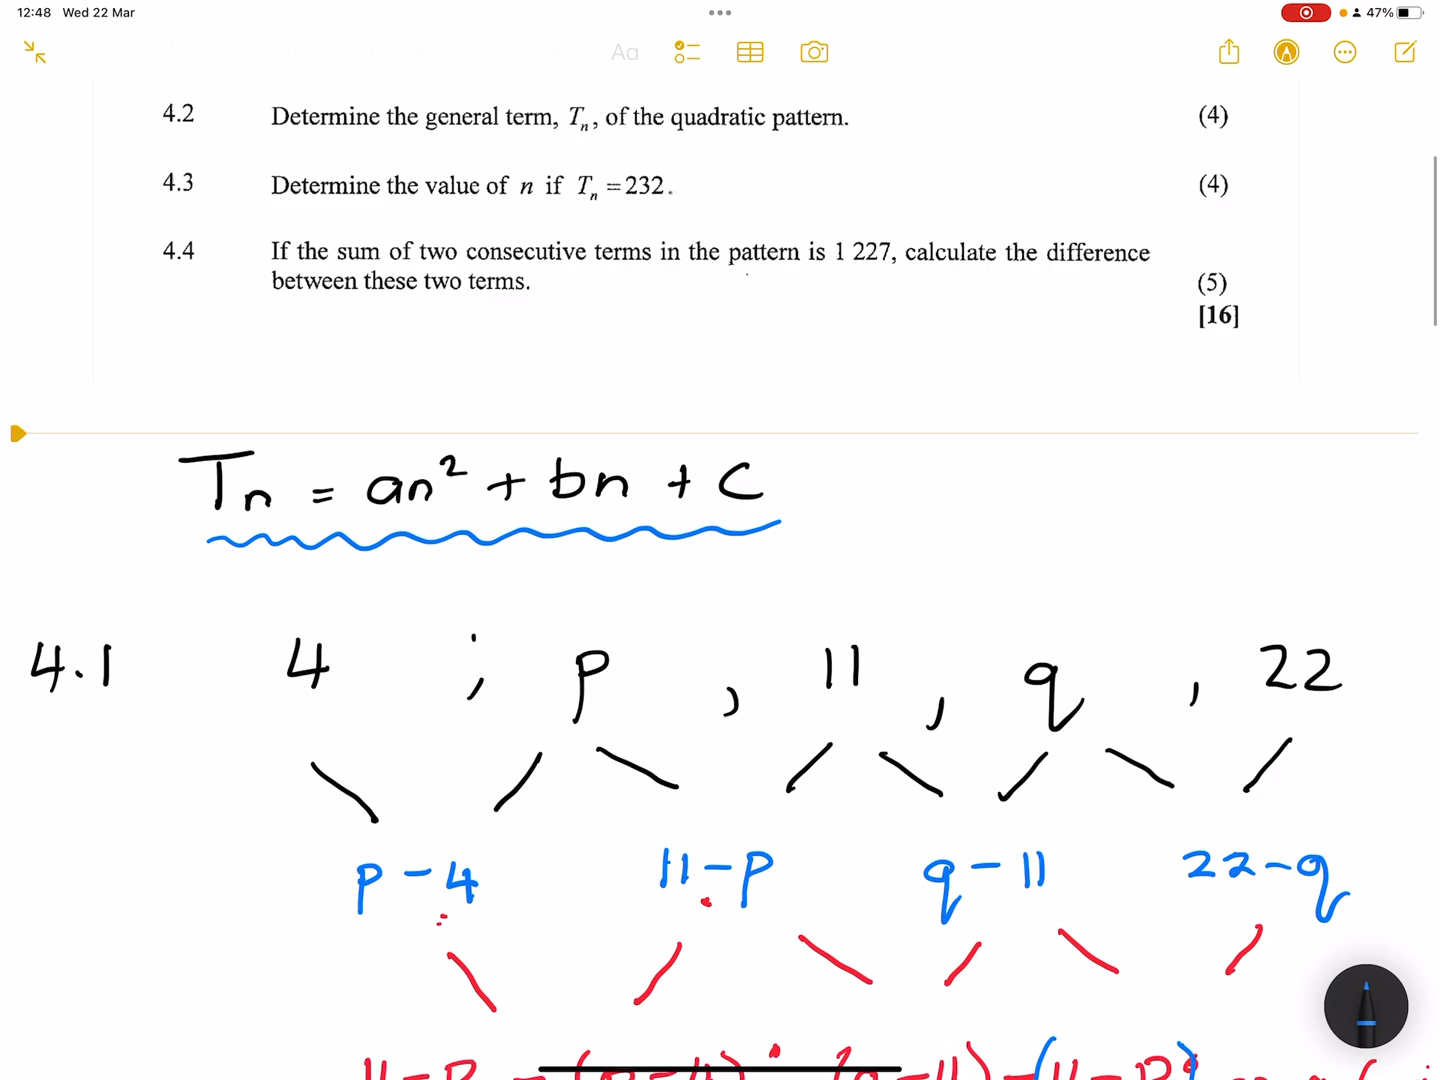 12:48 Wed 22 Mar 47%
Aa
4.2 Determine the general term, Tn, of the quadratic pattern. (4)
4.3 Determine the value of n if Tn = 232. (4)
4.4 If the sum of two consecutive terms in the pattern is 1 227, calculate the difference
between these two terms. (5)
[16]
Tn = an² + bn + c
4.1 4 ; p , 11 , q , 22
p - 4 11 - p q - 11 22 - q